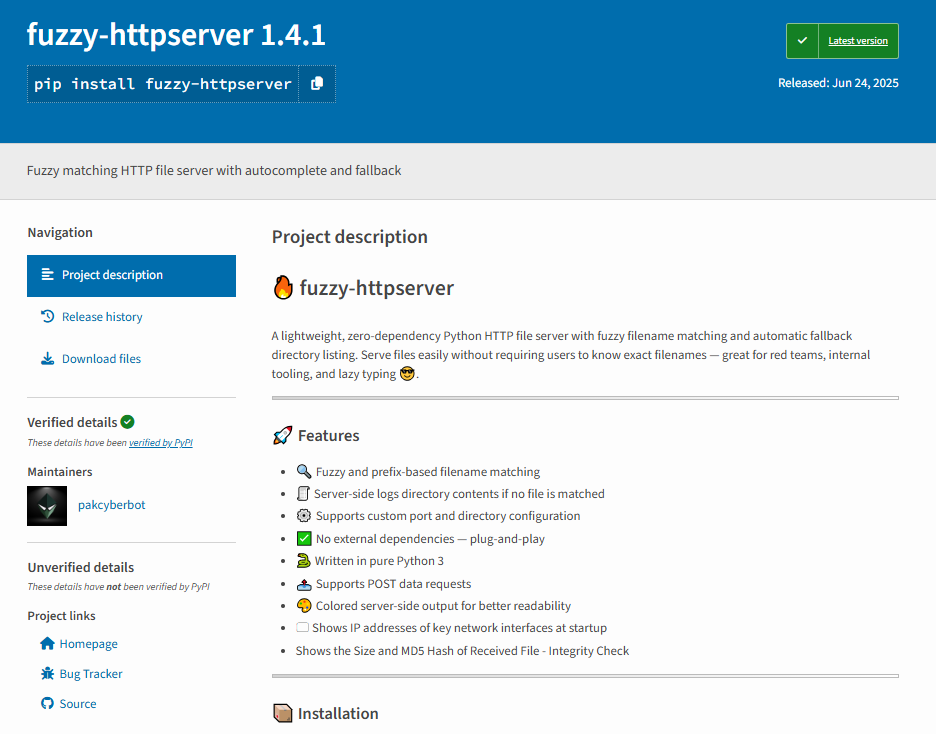 fuzzy-httpserver 1.4.1
pip install fuzzy-httpserver
Latest version
Released: Jun 24, 2025
Fuzzy matching HTTP file server with autocomplete and fallback
Navigation
Project description
Release history
Download files
Verified details
These details have been verified by PyPI
Maintainers
pakcyberbot
Unverified details
These details have not been verified by PyPI
Project links
Homepage
Bug Tracker
Source
Project description
🔥 fuzzy-httpserver
A lightweight, zero-dependency Python HTTP file server with fuzzy filename matching and automatic fallback
directory listing. Serve files easily without requiring users to know exact filenames — great for red teams, internal
tooling, and lazy typing 😎.
🚀 Features
• 🔍 Fuzzy and prefix-based filename matching
• 🧾 Server-side logs directory contents if no file is matched
• ⚙️ Supports custom port and directory configuration
• ✅ No external dependencies — plug-and-play
• 🐍 Written in pure Python 3
• 📤 Supports POST data requests
• 🎨 Colored server-side output for better readability
• Shows IP addresses of key network interfaces at startup
• Shows the Size and MD5 Hash of Received File - Integrity Check
📦 Installation